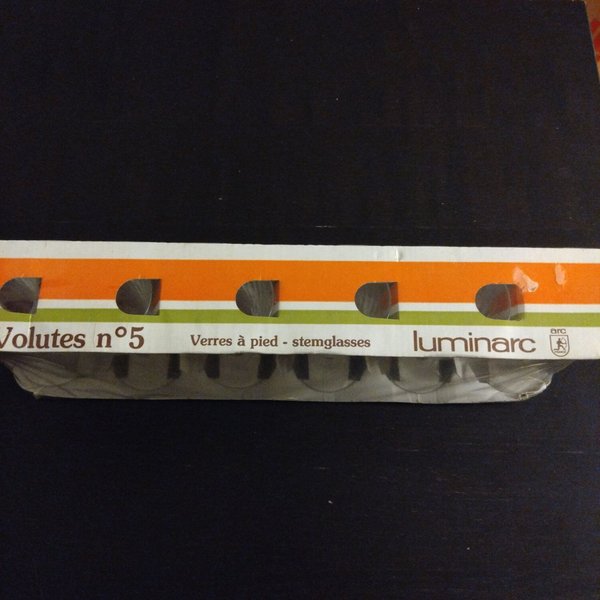 Volutes n°5
Verres à pied - stemglasses
luminarc
arc